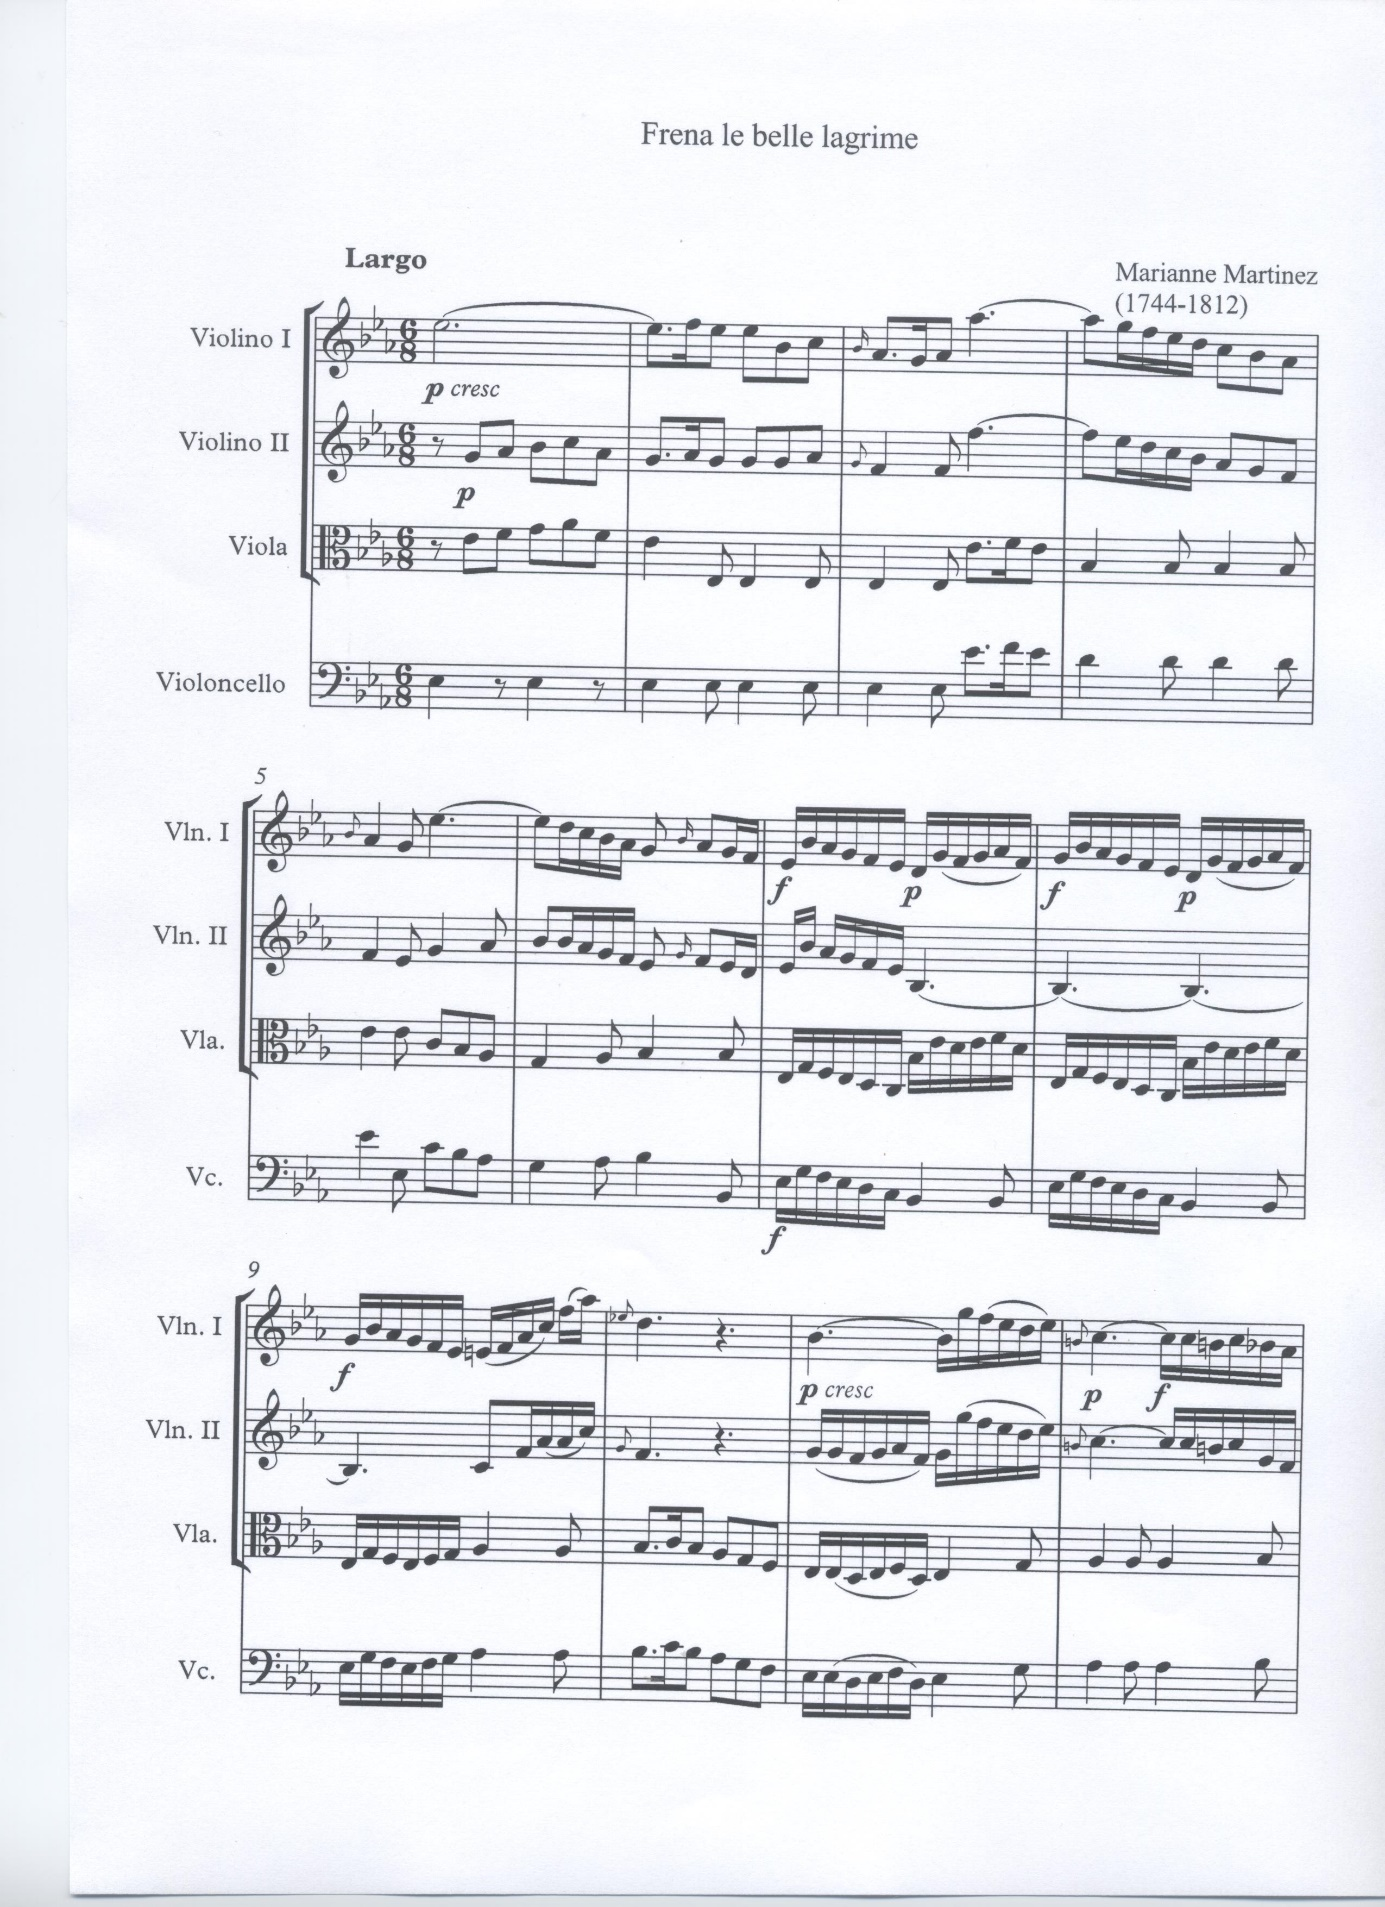 Frena le belle lagrime
Largo
Marianne Martinez
(1744-1812)
Violino I
p cresc
Violino II
p
Viola
Violoncello
5
Vln. I
f p f p
Vln. II
Vla.
Vc.
f
9
Vln. I
f p cresc p f
Vln. II
Vla.
Vc.